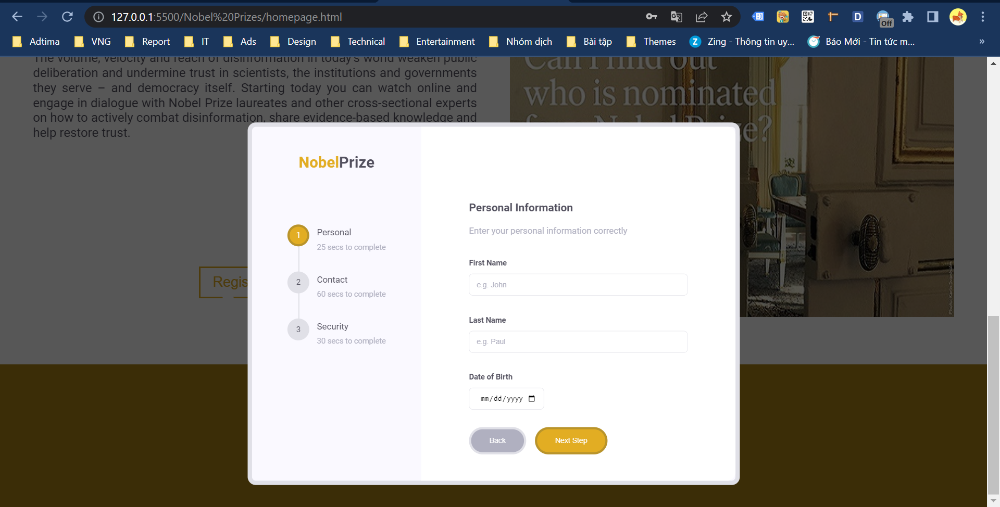 127.0.0.1:5500/Nobel%20Prizes/homepage.html
Off
Adtima VNG Report IT Ads Design Technical Entertainment Nhóm dịch Bài tập Themes Zing - Thông tin uy... Báo Mới - Tin tức m... »
The volume, velocity and reach of disinformation in today's world weaken public
deliberation and undermine trust in scientists, the institutions and governments
they serve – and democracy itself. Starting today you can watch online and
engage in dialogue with Nobel Prize laureates and other cross-sectional experts
on how to actively combat disinformation, share evidence-based knowledge and
help restore trust.
Can I find out
who is nominated
for a Nobel Prize?
Regis
NobelPrize
1
Personal
25 secs to complete
2
Contact
60 secs to complete
3
Security
30 secs to complete
Personal Information
Enter your personal information correctly
First Name
e.g. John
Last Name
e.g. Paul
Date of Birth
mm/dd/yyyy
Back Next Step